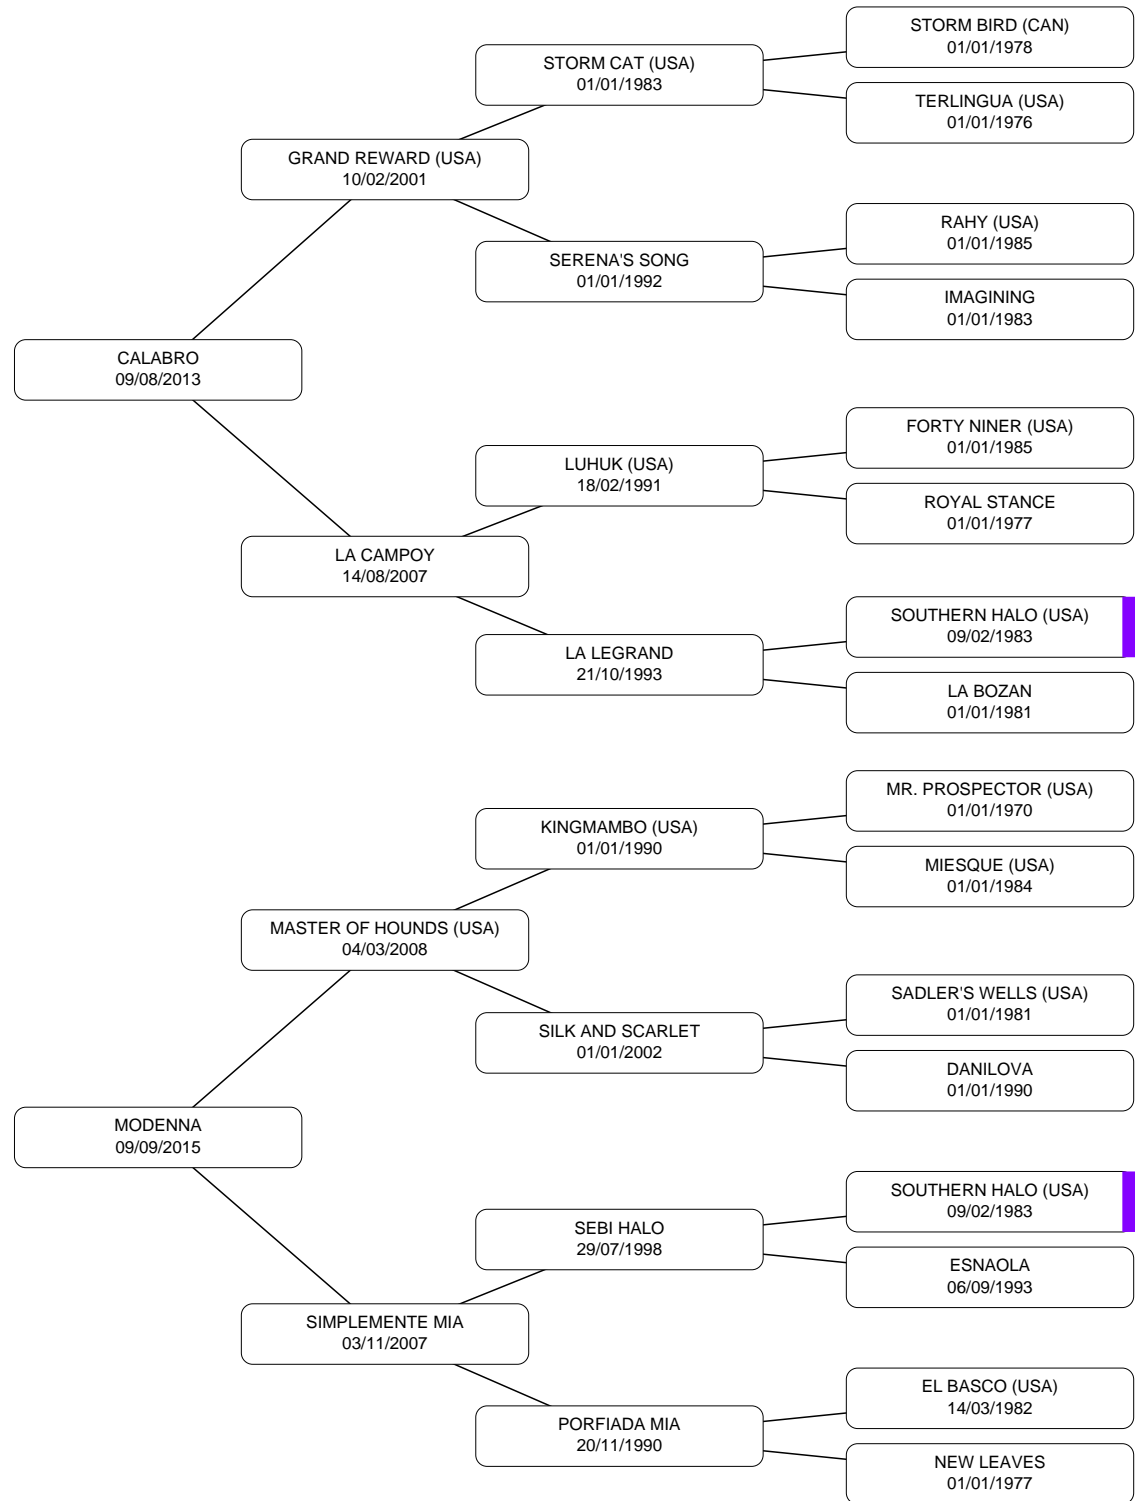 STORM BIRD (CAN)
01/01/1978
STORM CAT (USA)
01/01/1983
TERLINGUA (USA)
01/01/1976
GRAND REWARD (USA)
10/02/2001
RAHY (USA)
01/01/1985
SERENA'S SONG
01/01/1992
IMAGINING
01/01/1983
CALABRO
09/08/2013
FORTY NINER (USA)
01/01/1985
LUHUK (USA)
18/02/1991
ROYAL STANCE
01/01/1977
LA CAMPOY
14/08/2007
SOUTHERN HALO (USA)
09/02/1983
LA LEGRAND
21/10/1993
LA BOZAN
01/01/1981
MR. PROSPECTOR (USA)
01/01/1970
KINGMAMBO (USA)
01/01/1990
MIESQUE (USA)
01/01/1984
MASTER OF HOUNDS (USA)
04/03/2008
SADLER'S WELLS (USA)
01/01/1981
SILK AND SCARLET
01/01/2002
DANILOVA
01/01/1990
MODENNA
09/09/2015
SOUTHERN HALO (USA)
09/02/1983
SEBI HALO
29/07/1998
ESNAOLA
06/09/1993
SIMPLEMENTE MIA
03/11/2007
EL BASCO (USA)
14/03/1982
PORFIADA MIA
20/11/1990
NEW LEAVES
01/01/1977